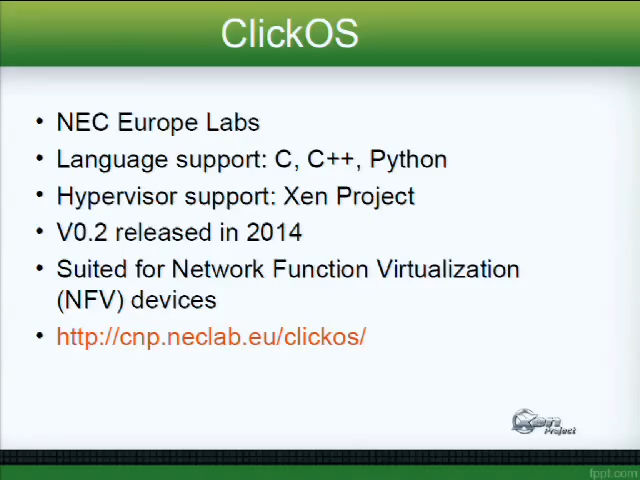 ClickOS
• NEC Europe Labs
• Language support: C, C++, Python
• Hypervisor support: Xen Project
• V0.2 released in 2014
• Suited for Network Function Virtualization
(NFV) devices
• http://cnp.neclab.eu/clickos/
Xen
Project
fppt.com